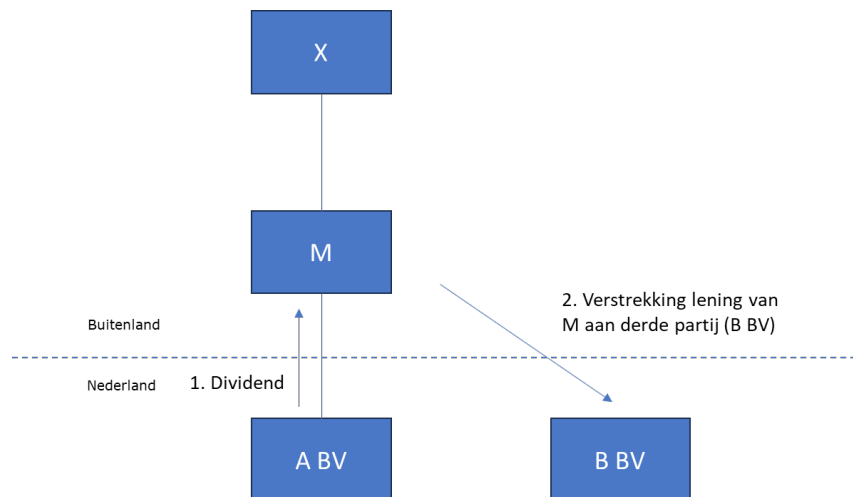 X
M
2. Verstrekking lening van
M aan derde partij (B BV)
Buitenland
Nederland
1. Dividend
A BV
B BV